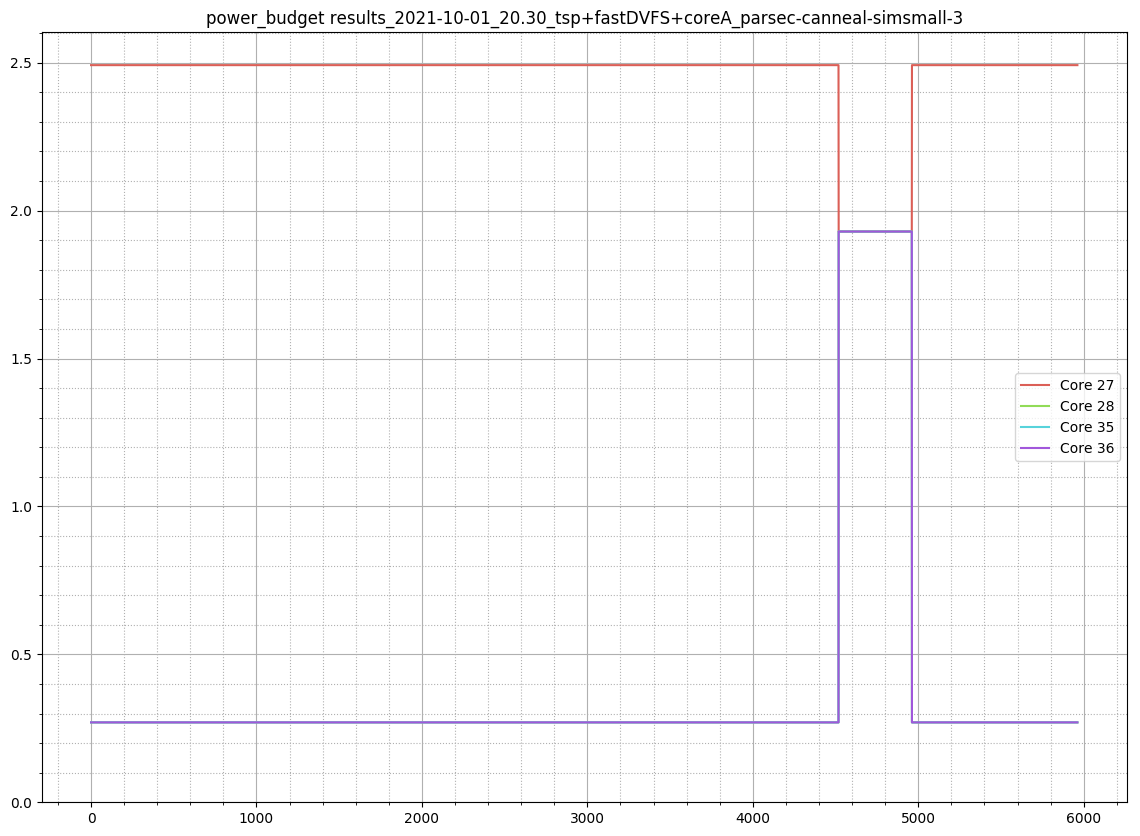 power_budget results_2021-10-01_20.30_tsp+fastDVFS+coreA_parsec-canneal-simsmall-3
2.5
2.0
1.5
1.0
0.5
0.0
Core 27
Core 28
Core 35
Core 36
0 1000 2000 3000 4000 5000 6000